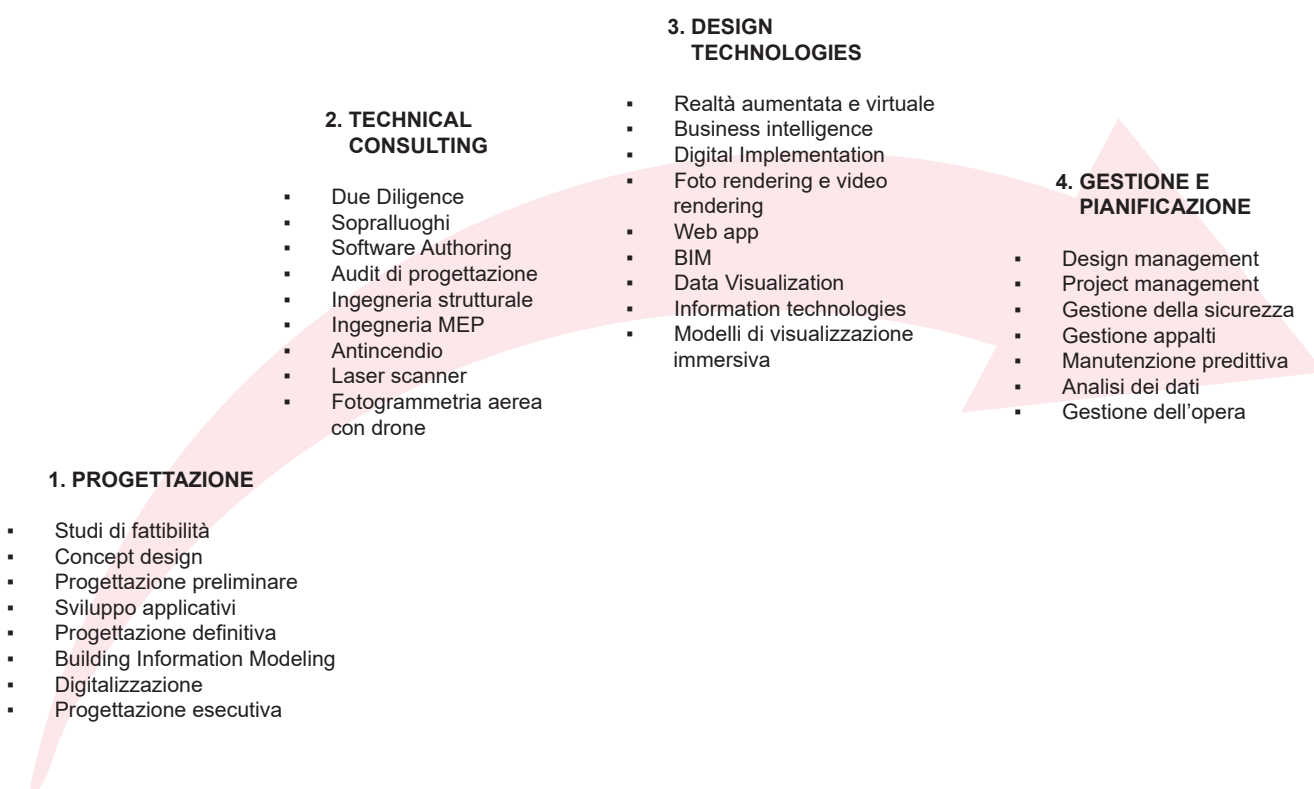 1. PROGETTAZIONE
▪ Studi di fattibilità
▪ Concept design
▪ Progettazione preliminare
▪ Sviluppo applicativi
▪ Progettazione definitiva
▪ Building Information Modeling
▪ Digitalizzazione
▪ Progettazione esecutiva
2. TECHNICAL
CONSULTING
▪ Due Diligence
▪ Sopralluoghi
▪ Software Authoring
▪ Audit di progettazione
▪ Ingegneria strutturale
▪ Ingegneria MEP
▪ Antincendio
▪ Laser scanner
▪ Fotogrammetria aerea
con drone
3. DESIGN
TECHNOLOGIES
▪ Realtà aumentata e virtuale
▪ Business intelligence
▪ Digital Implementation
▪ Foto rendering e video
rendering
▪ Web app
▪ BIM
▪ Data Visualization
▪ Information technologies
▪ Modelli di visualizzazione
immersiva
4. GESTIONE E
PIANIFICAZIONE
▪ Design management
▪ Project management
▪ Gestione della sicurezza
▪ Gestione appalti
▪ Manutenzione predittiva
▪ Analisi dei dati
▪ Gestione dell’opera